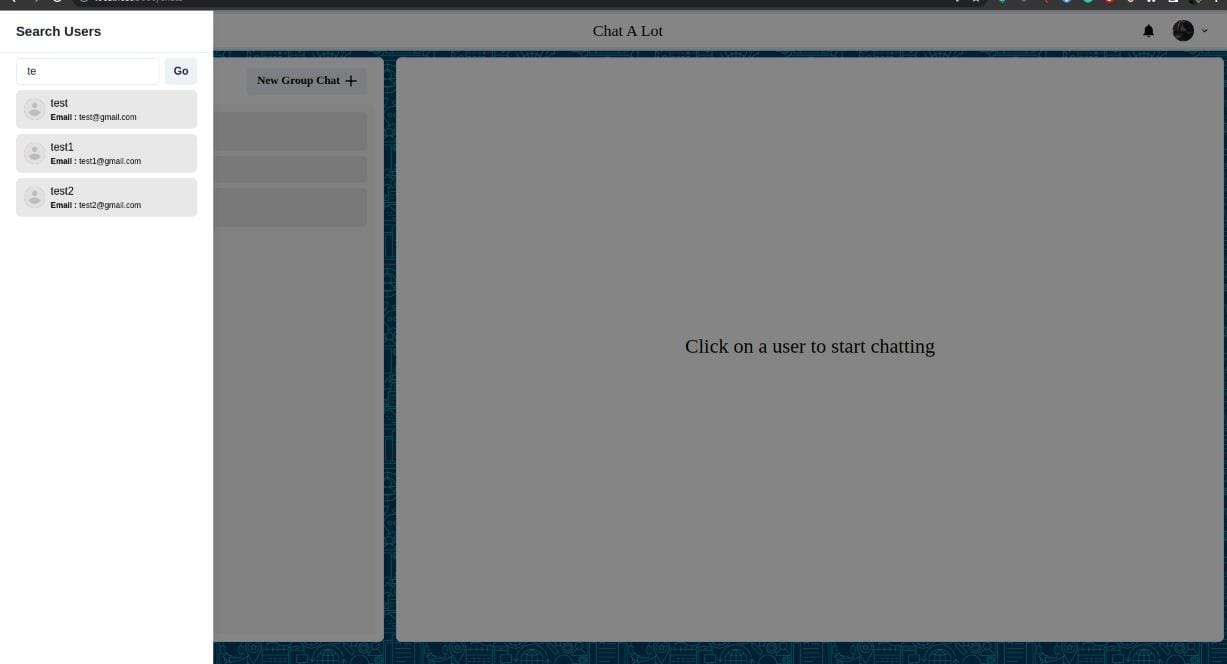 Search Users
Chat A Lot
te
Go
New Group Chat
test
Email : test@gmail.com
test1
Email : test1@gmail.com
test2
Email : test2@gmail.com
Click on a user to start chatting